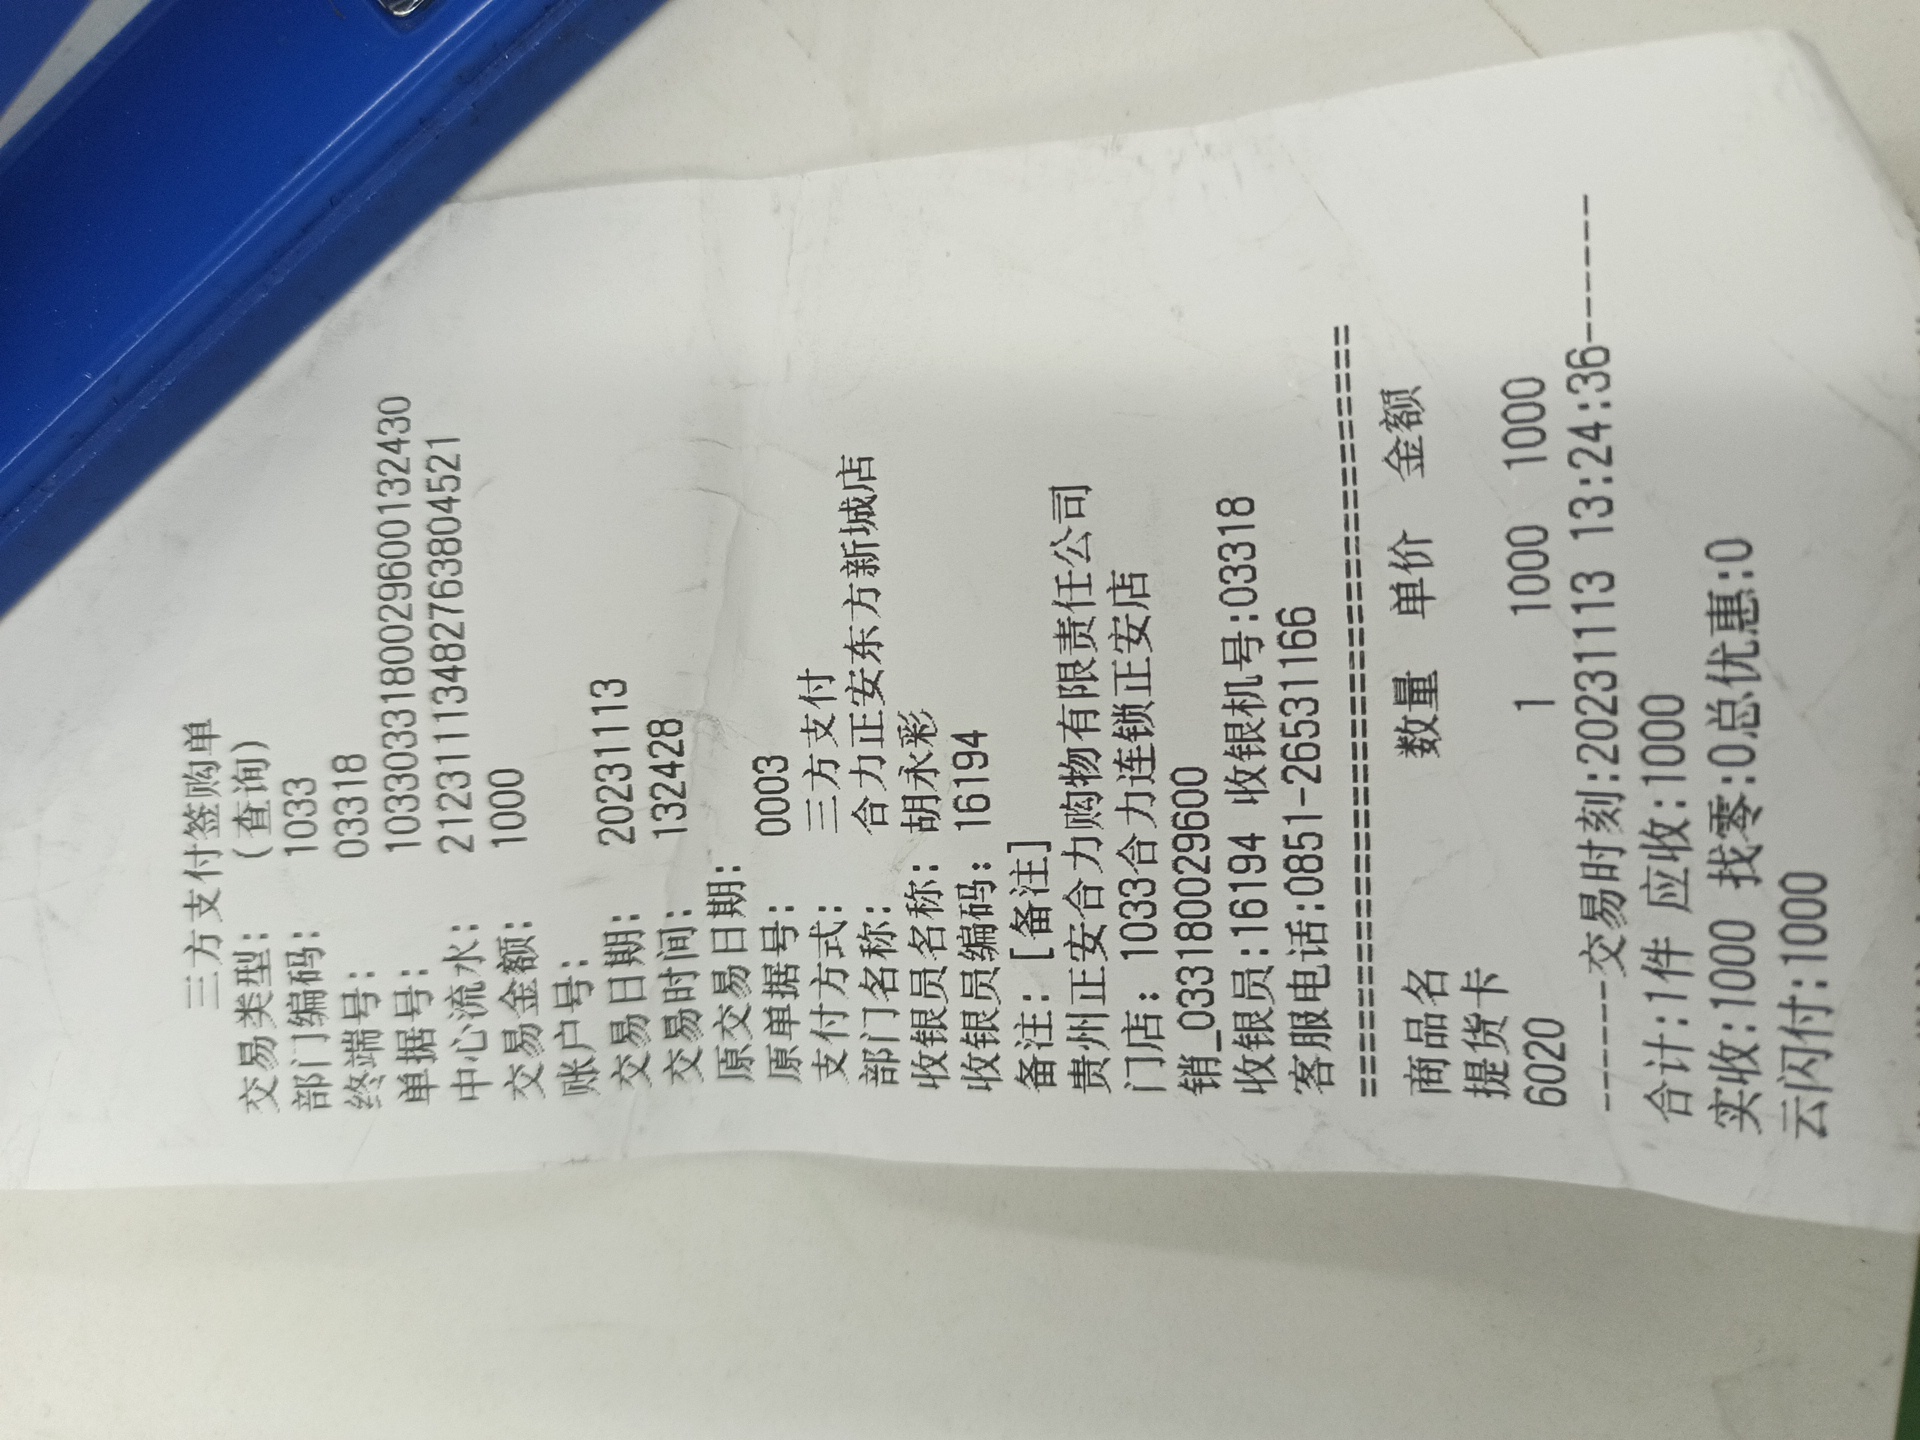 三方支付签购单
交易类型: (查询)
部门编码: 1033
终端号: 03318
单据号: 10330331800296001​32430
中心流水: 212311113482763804521
交易金额: 1000
账户号:
交易日期: 20231113
交易时间: 132428
原交易日期:
原单据号: 0003
支付方式: 三方支付
部门名称: 合力正安东方新城店
收银员名称: 胡永彩
收银员编码: 16194
备注: [备注]
贵州正安合力购物有限责任公司
门店: 1033合力连锁正安店
销_033180029600
收银员:16194 收银机号:03318
客服电话:0851-26531166
========================================
商品名 数量 单价 金额
提货卡
6020 1 1000 1000
------交易时刻:20231113 13:24:36------
合计:1件 应收:1000
实收:1000 找零:0总优惠:0
云闪付:1000